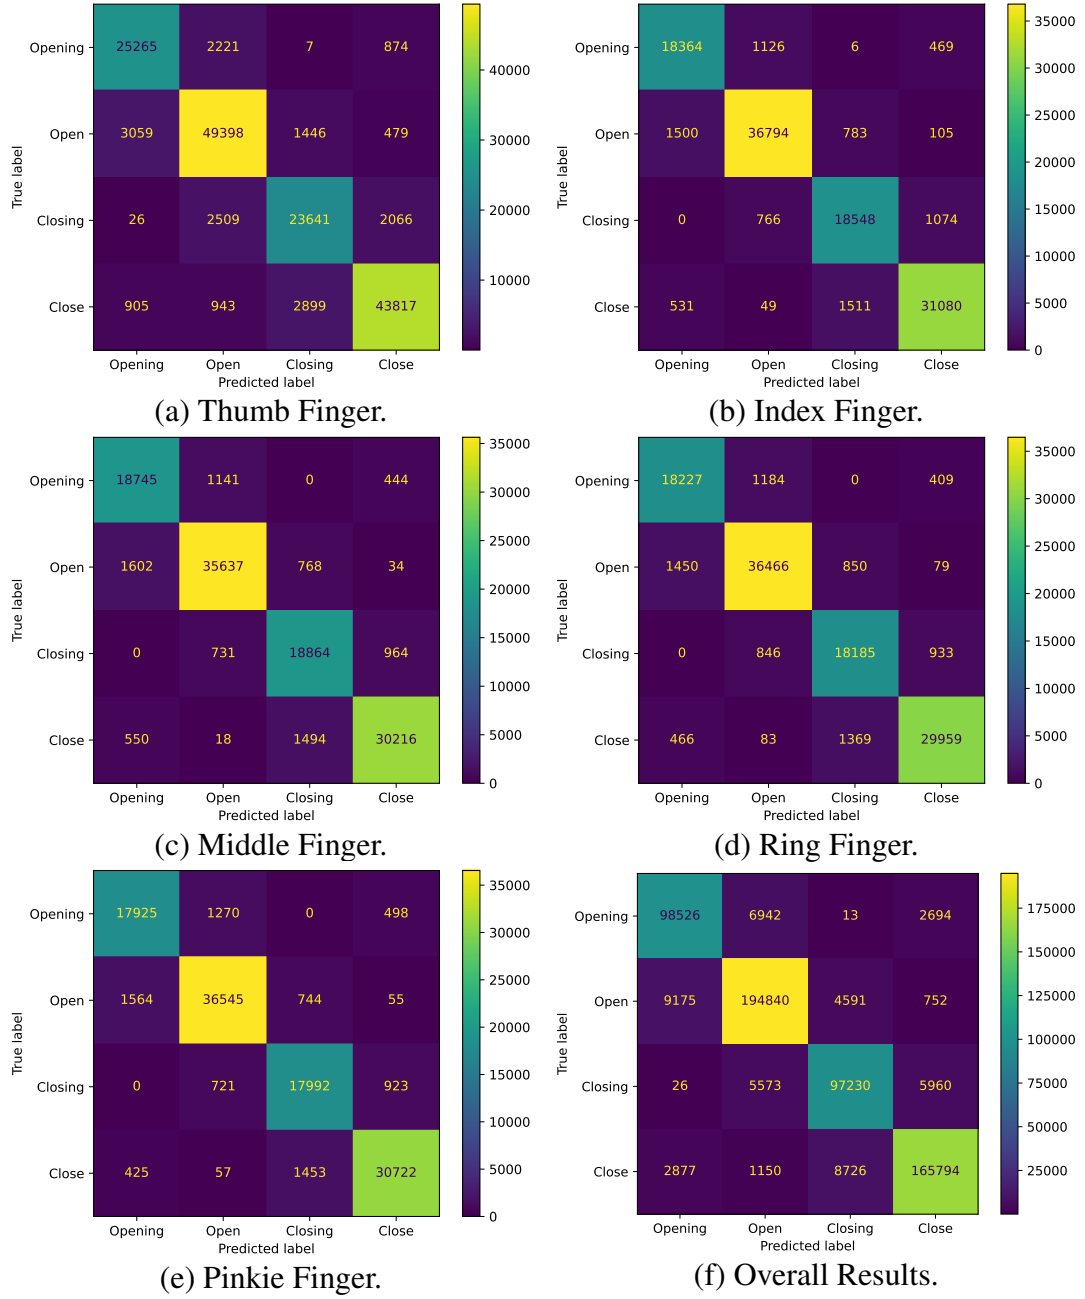 Opening 25265 2221 7 874
Open 3059 49398 1446 479
Closing 26 2509 23641 2066
Close 905 943 2899 43817
Opening Open Closing Close
Predicted label
True label
40000
30000
20000
10000
(a) Thumb Finger.
Opening 18364 1126 6 469
Open 1500 36794 783 105
Closing 0 766 18548 1074
Close 531 49 1511 31080
Opening Open Closing Close
Predicted label
True label
35000
30000
25000
20000
15000
10000
5000
0
(b) Index Finger.
Opening 18745 1141 0 444
Open 1602 35637 768 34
Closing 0 731 18864 964
Close 550 18 1494 30216
Opening Open Closing Close
Predicted label
True label
35000
30000
25000
20000
15000
10000
5000
0
(c) Middle Finger.
Opening 18227 1184 0 409
Open 1450 36466 850 79
Closing 0 846 18185 933
Close 466 83 1369 29959
Opening Open Closing Close
Predicted label
True label
35000
30000
25000
20000
15000
10000
5000
0
(d) Ring Finger.
Opening 17925 1270 0 498
Open 1564 36545 744 55
Closing 0 721 17992 923
Close 425 57 1453 30722
Opening Open Closing Close
Predicted label
True label
35000
30000
25000
20000
15000
10000
5000
0
(e) Pinkie Finger.
Opening 98526 6942 13 2694
Open 9175 194840 4591 752
Closing 26 5573 97230 5960
Close 2877 1150 8726 165794
Opening Open Closing Close
Predicted label
True label
175000
150000
125000
100000
75000
50000
25000
(f) Overall Results.